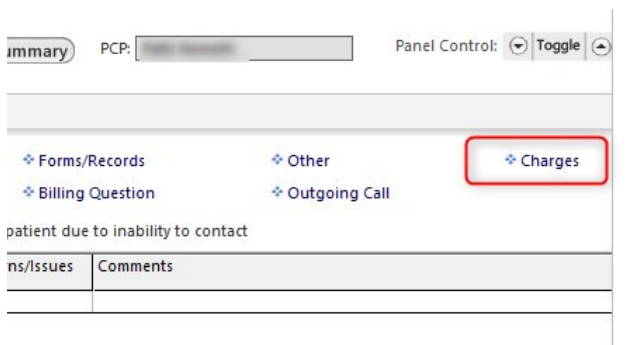 ummary PCP: Panel Control: Toggle
Forms/Records Other Charges
Billing Question Outgoing Call
patient due to inability to contact
ns/Issues Comments